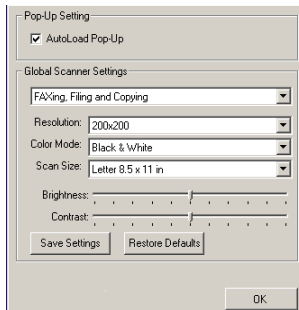 Pop-Up Setting
AutoLoad Pop-Up
Global Scanner Settings
FAXing, Filing and Copying
Resolution: 200x200
Color Mode: Black & White
Scan Size: Letter 8.5 x 11 in
Brightness:
Contrast:
Save Settings Restore Defaults
OK